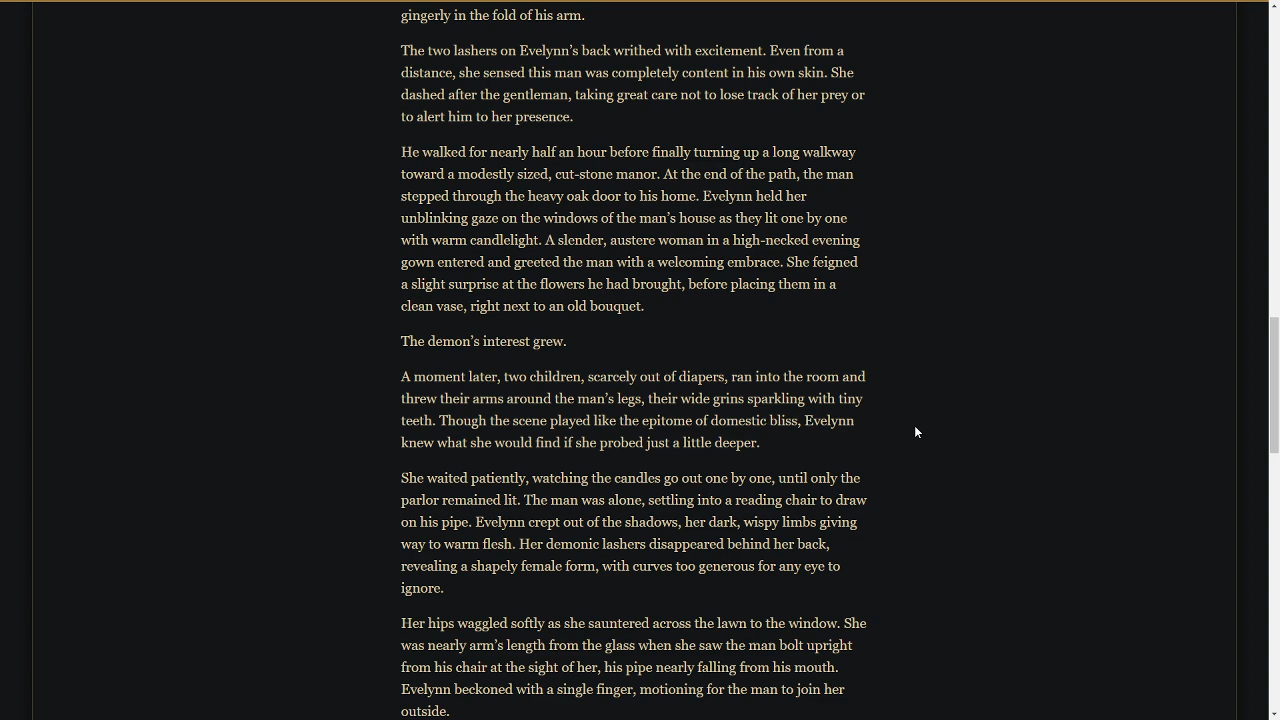 gingerly in the fold of his arm.
The two lashers on Evelynn’s back writhed with excitement. Even from a
distance, she sensed this man was completely content in his own skin. She
dashed after the gentleman, taking great care not to lose track of her prey or
to alert him to her presence.
He walked for nearly half an hour before finally turning up a long walkway
toward a modestly sized, cut-stone manor. At the end of the path, the man
stepped through the heavy oak door to his home. Evelynn held her
unblinking gaze on the windows of the man’s house as they lit one by one
with warm candlelight. A slender, austere woman in a high-necked evening
gown entered and greeted the man with a welcoming embrace. She feigned
a slight surprise at the flowers he had brought, before placing them in a
clean vase, right next to an old bouquet.
The demon’s interest grew.
A moment later, two children, scarcely out of diapers, ran into the room and
threw their arms around the man’s legs, their wide grins sparkling with tiny
teeth. Though the scene played like the epitome of domestic bliss, Evelynn
knew what she would find if she probed just a little deeper.
She waited patiently, watching the candles go out one by one, until only the
parlor remained lit. The man was alone, settling into a reading chair to draw
on his pipe. Evelynn crept out of the shadows, her dark, wispy limbs giving
way to warm flesh. Her demonic lashers disappeared behind her back,
revealing a shapely female form, with curves too generous for any eye to
ignore.
Her hips waggled softly as she sauntered across the lawn to the window. She
was nearly arm’s length from the glass when she saw the man bolt upright
from his chair at the sight of her, his pipe nearly falling from his mouth.
Evelynn beckoned with a single finger, motioning for the man to join her
outside.